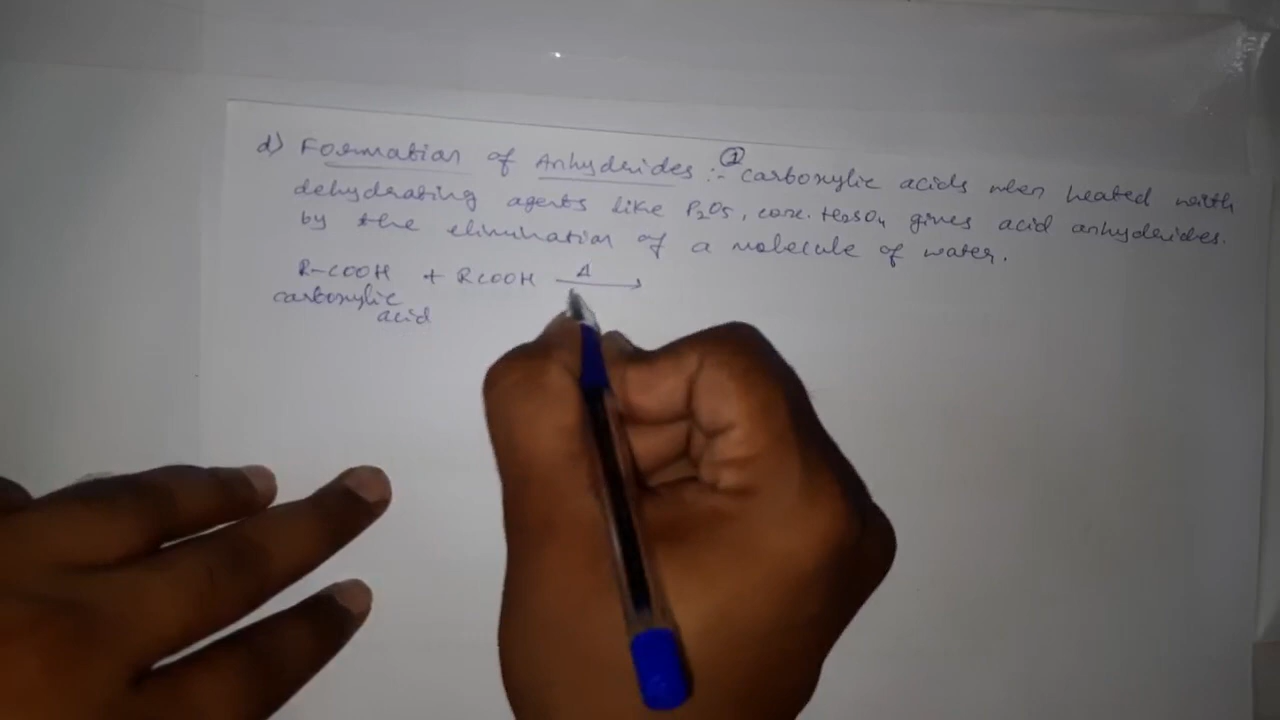 d) Formation of Anhydrides :- ① carboxylic acids when heated with
dehydrating agents like P₂O₅, conc. H₂SO₄ gives acid anhydrides.
by the elimination of a molecule of water.
R-COOH + RCOOH Δ→
carboxylic
acid